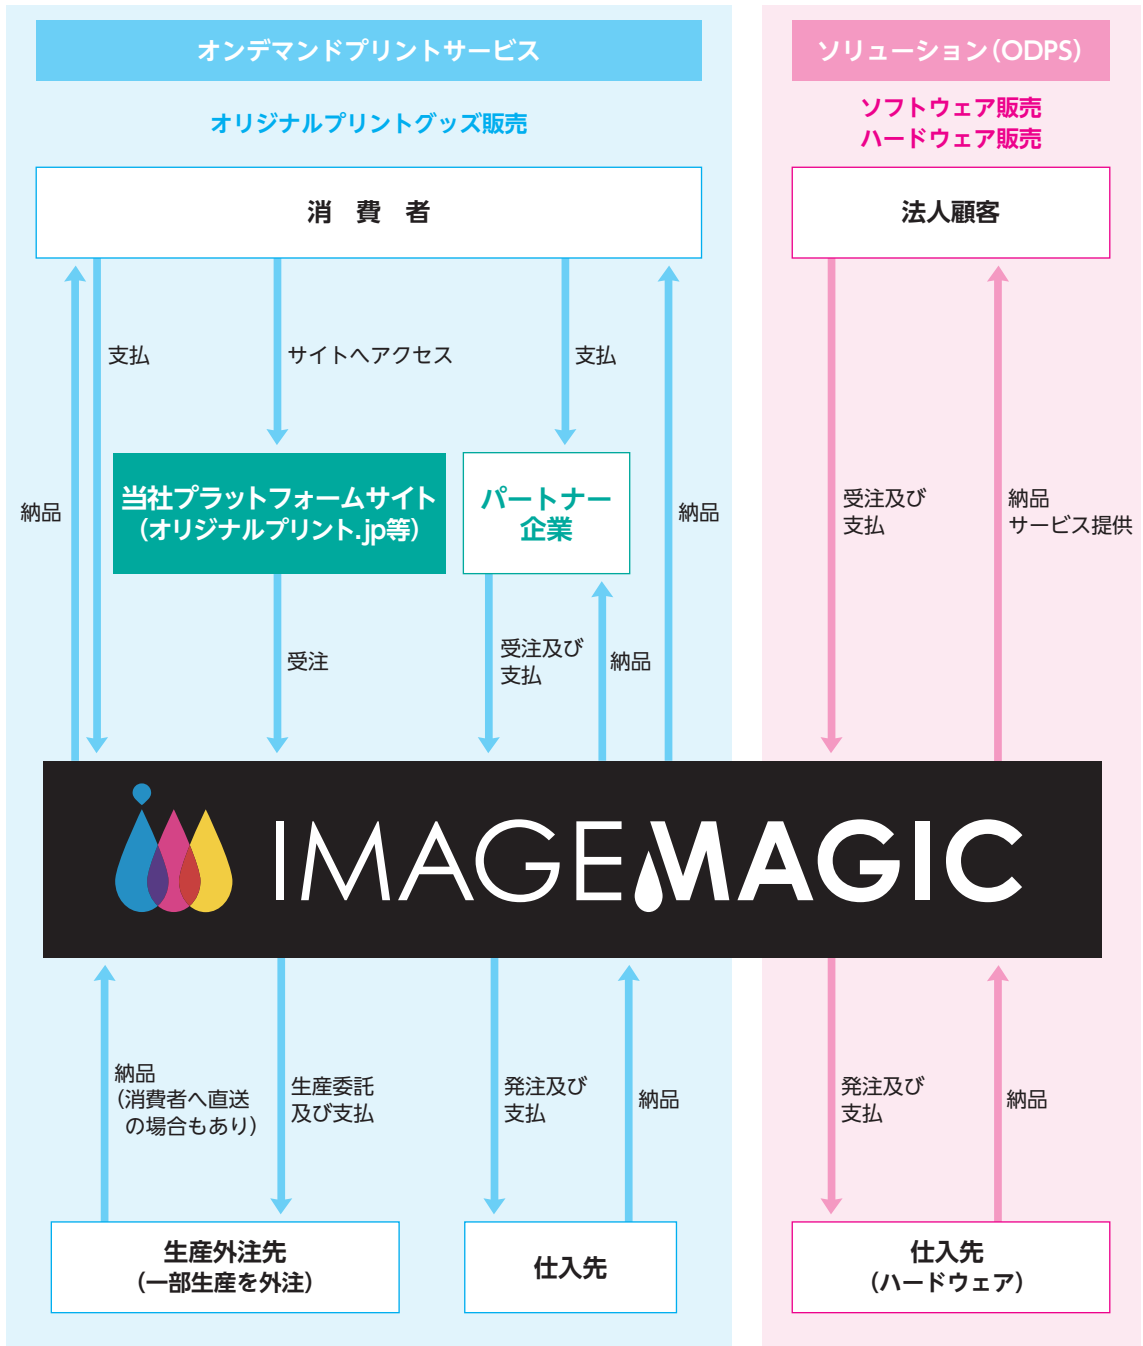 オンデマンドプリントサービス
オリジナルプリントグッズ販売
消　費　者
支払
サイトへアクセス
支払
納品
当社プラットフォームサイト
（オリジナルプリント.jp等）
パートナー
企業
納品
受注
受注及び
支払
納品
ソリューション（ODPS）
ソフトウェア販売
ハードウェア販売
法人顧客
受注及び
支払
納品
サービス提供
IMAGEMAGIC
納品
（消費者へ直送
の場合もあり）
生産委託
及び支払
発注及び
支払
納品
発注及び
支払
納品
生産外注先
（一部生産を外注）
仕入先
仕入先
（ハードウェア）